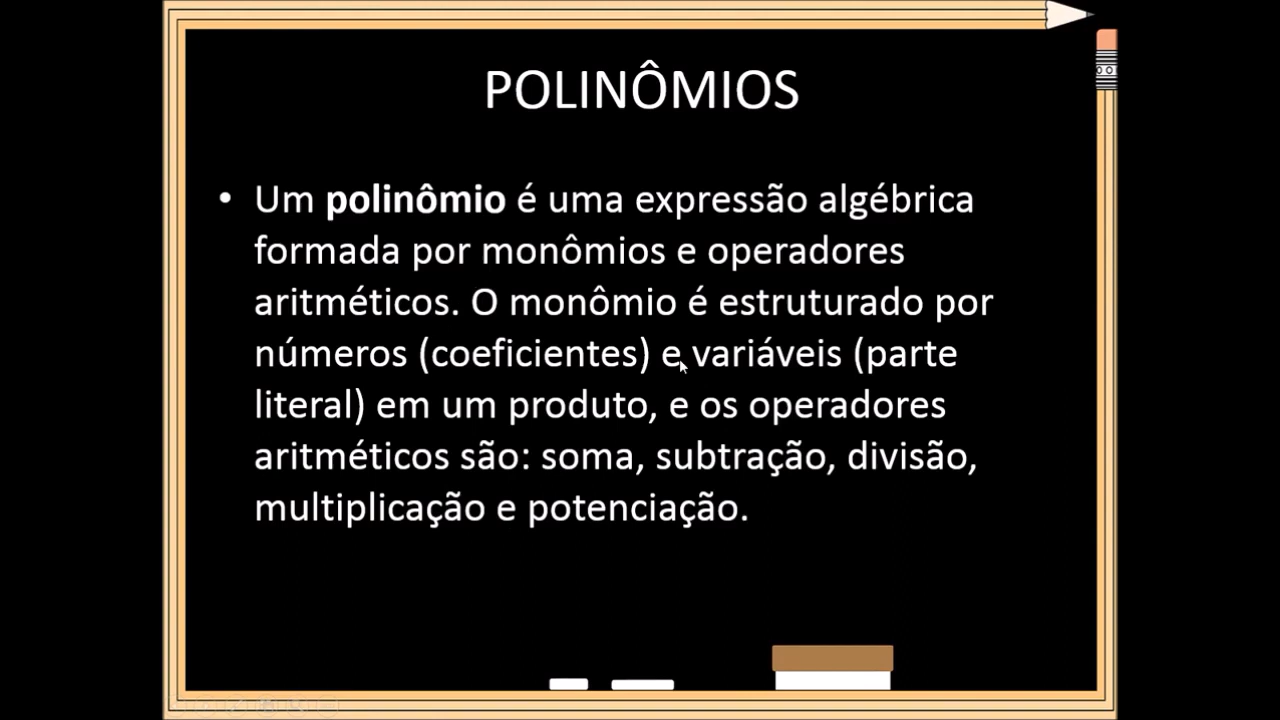 POLINÔMIOS
• Um polinômio é uma expressão algébrica
formada por monômios e operadores
aritméticos. O monômio é estruturado por
números (coeficientes) e variáveis (parte
literal) em um produto, e os operadores
aritméticos são: soma, subtração, divisão,
multiplicação e potenciação.